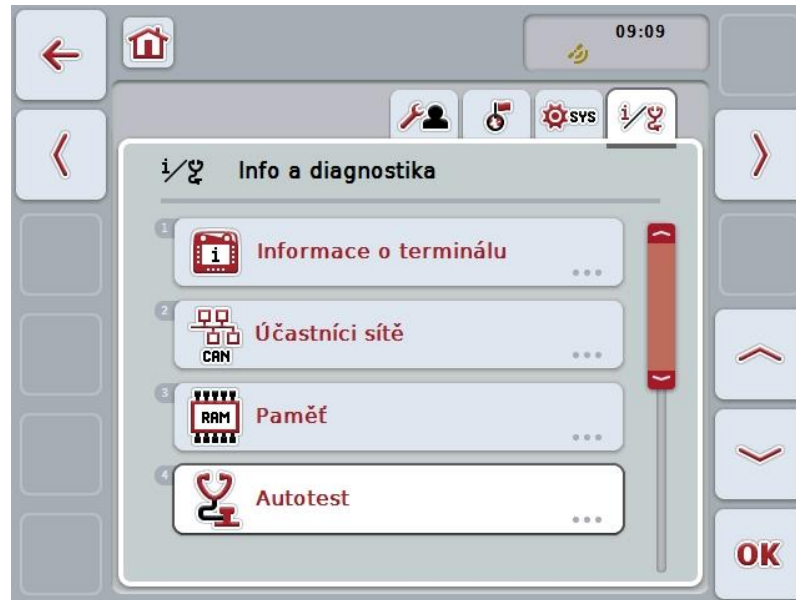 09:09
SYS
i
i
Info a diagnostika
1
i
Informace o terminálu
2
CAN
Účastníci sítě
3
RAM
Paměť
4
Autotest
OK